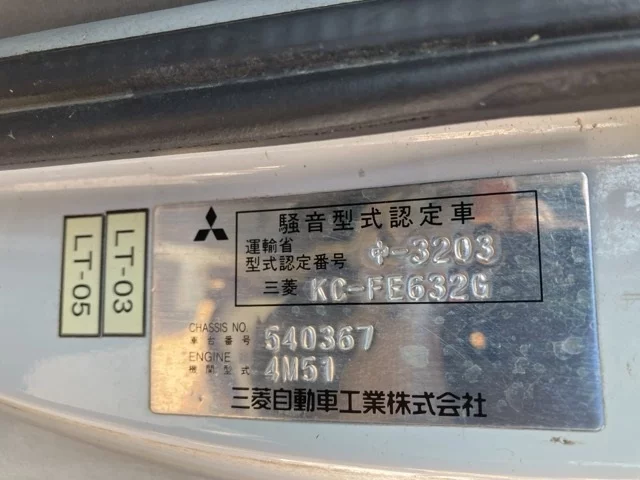 騒音型式認定車
運輸省
型式認定番号 ウ-3203
三菱 KC-FE632G
CHASSIS NO.
車台番号 540367
ENGINE
機関型式 4M51
三菱自動車工業株式会社
LT-05
LT-03